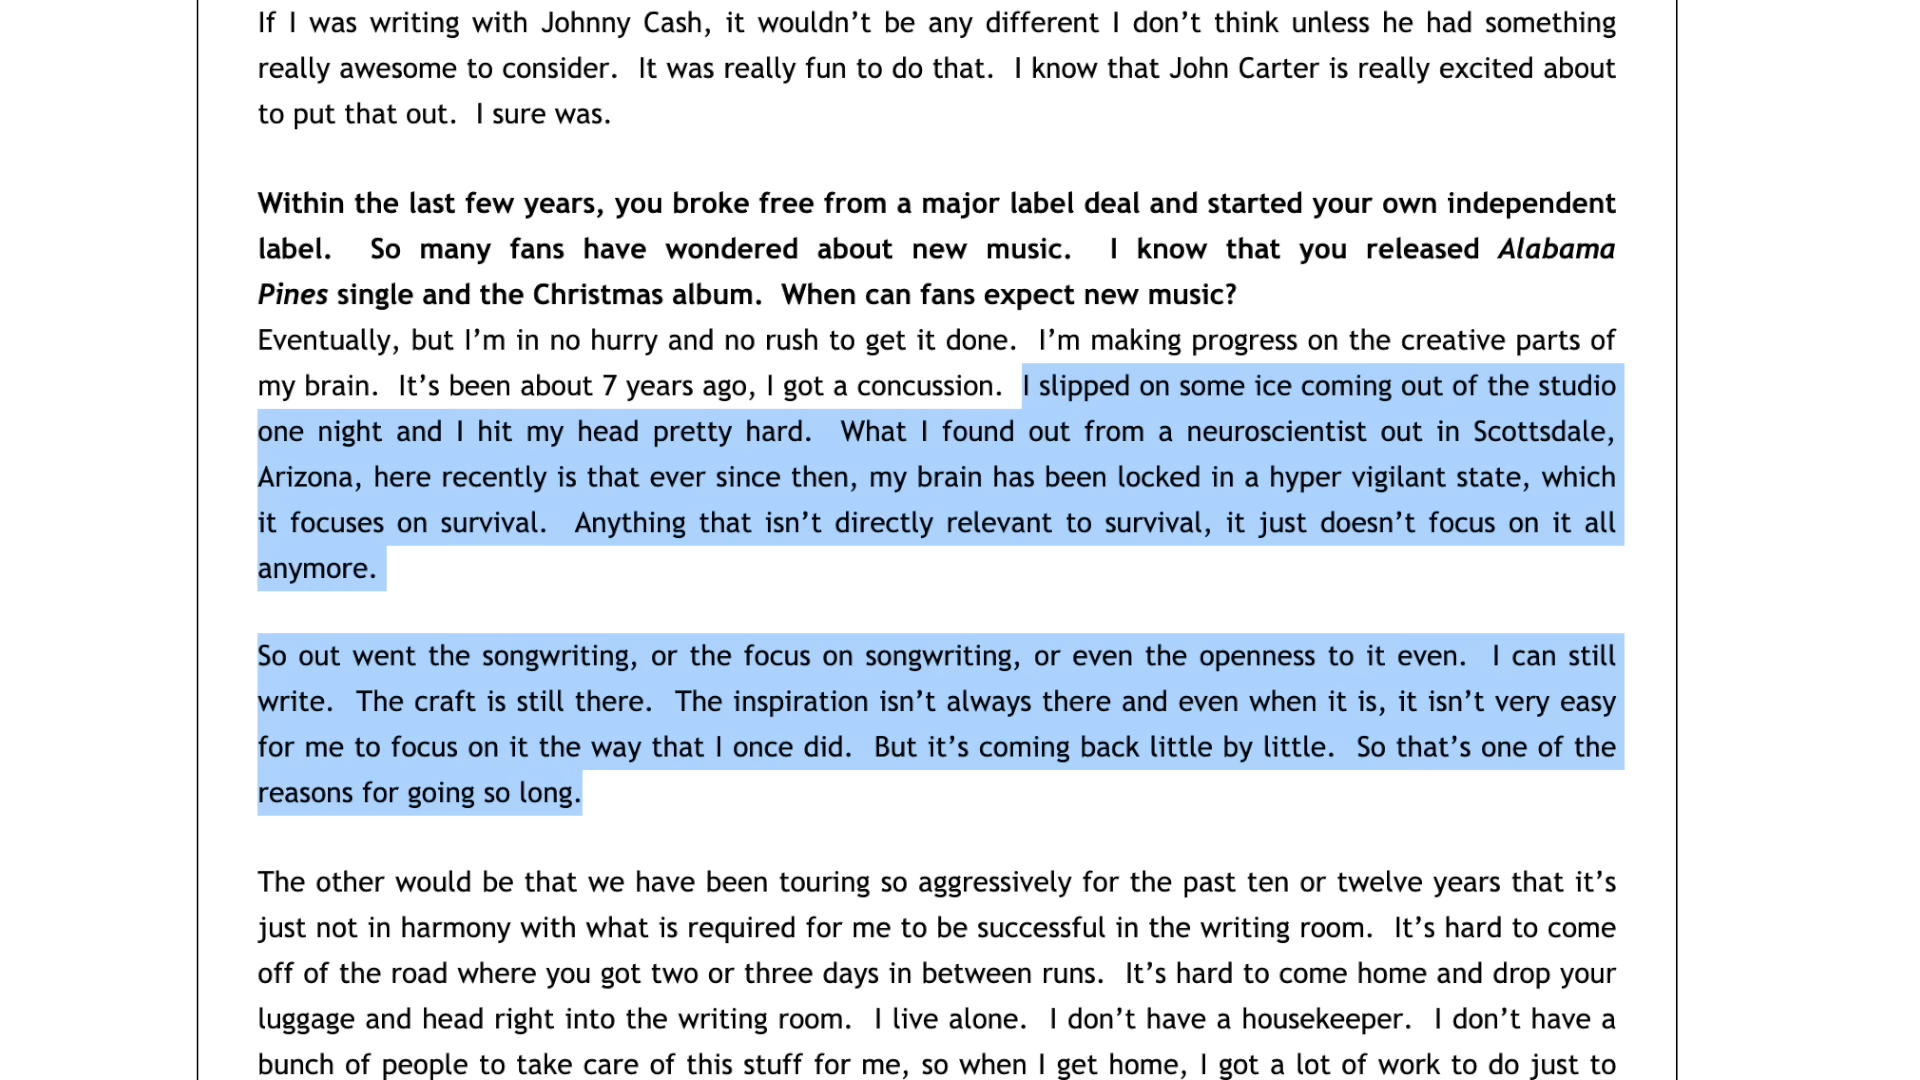 If I was writing with Johnny Cash, it wouldn’t be any different I don’t think unless he had something
really awesome to consider.  It was really fun to do that.  I know that John Carter is really excited about
to put that out.  I sure was.
Within the last few years, you broke free from a major label deal and started your own independent
label.  So many fans have wondered about new music.  I know that you released Alabama
Pines single and the Christmas album.  When can fans expect new music?
Eventually, but I’m in no hurry and no rush to get it done.  I’m making progress on the creative parts of
my brain.  It’s been about 7 years ago, I got a concussion.  I slipped on some ice coming out of the studio
one night and I hit my head pretty hard.  What I found out from a neuroscientist out in Scottsdale,
Arizona, here recently is that ever since then, my brain has been locked in a hyper vigilant state, which
it focuses on survival.  Anything that isn’t directly relevant to survival, it just doesn’t focus on it all
anymore.
So out went the songwriting, or the focus on songwriting, or even the openness to it even.  I can still
write.  The craft is still there.  The inspiration isn’t always there and even when it is, it isn’t very easy
for me to focus on it the way that I once did.  But it’s coming back little by little.  So that’s one of the
reasons for going so long.
The other would be that we have been touring so aggressively for the past ten or twelve years that it’s
just not in harmony with what is required for me to be successful in the writing room.  It’s hard to come
off of the road where you got two or three days in between runs.  It’s hard to come home and drop your
luggage and head right into the writing room.  I live alone.  I don’t have a housekeeper.  I don’t have a
bunch of people to take care of this stuff for me, so when I get home, I got a lot of work to do just to